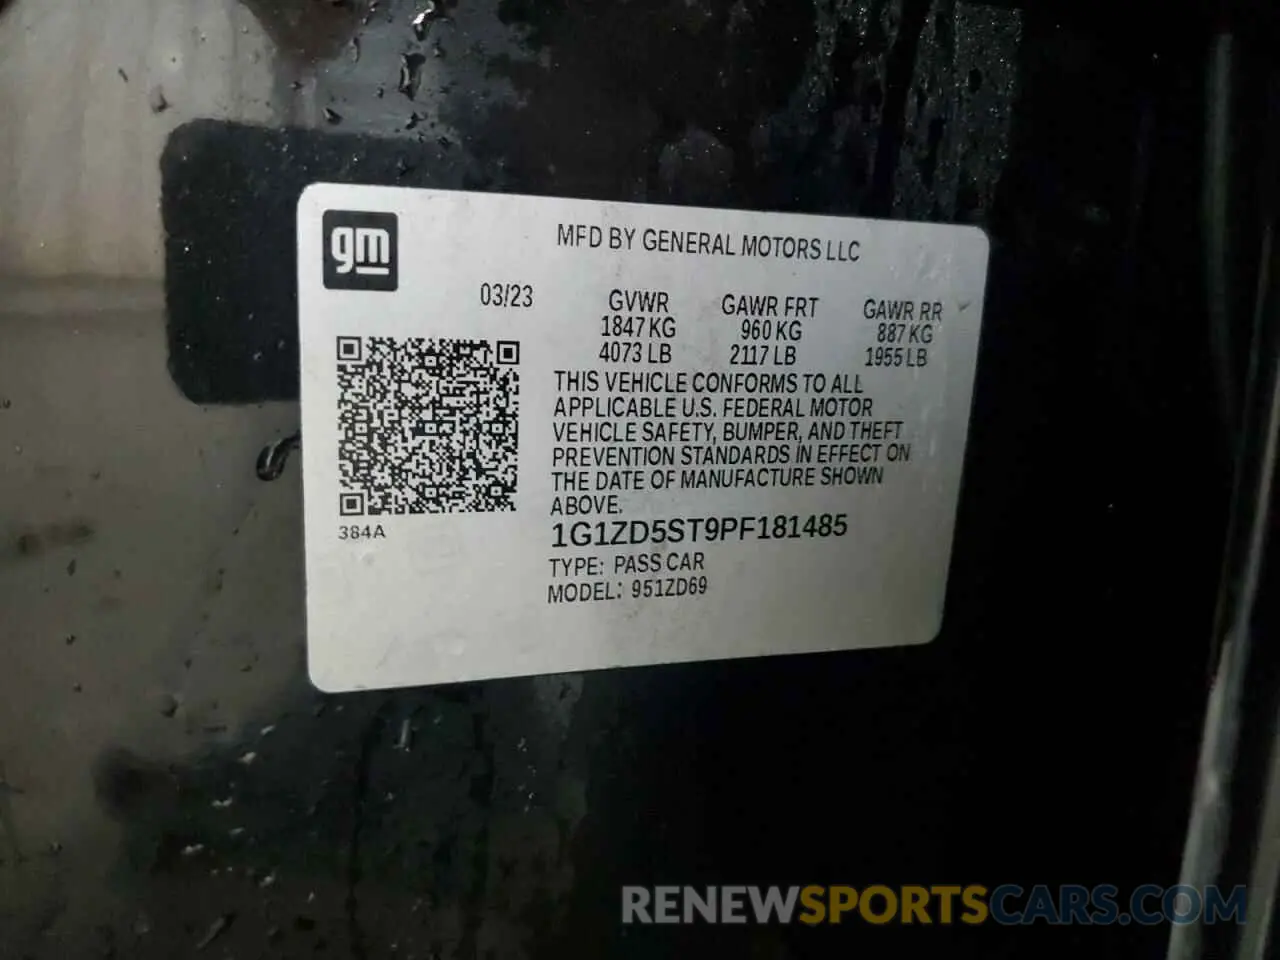 gm
MFD BY GENERAL MOTORS LLC
03/23
GVWR GAWR FRT GAWR RR
1847 KG 960 KG 887 KG
4073 LB 2117 LB 1955 LB
THIS VEHICLE CONFORMS TO ALL
APPLICABLE U.S. FEDERAL MOTOR
VEHICLE SAFETY, BUMPER, AND THEFT
PREVENTION STANDARDS IN EFFECT ON
THE DATE OF MANUFACTURE SHOWN
ABOVE.
384A
1G1ZD5ST9PF181485
TYPE: PASS CAR
MODEL: 951ZD69
RENEWSPORTSCARS.COM